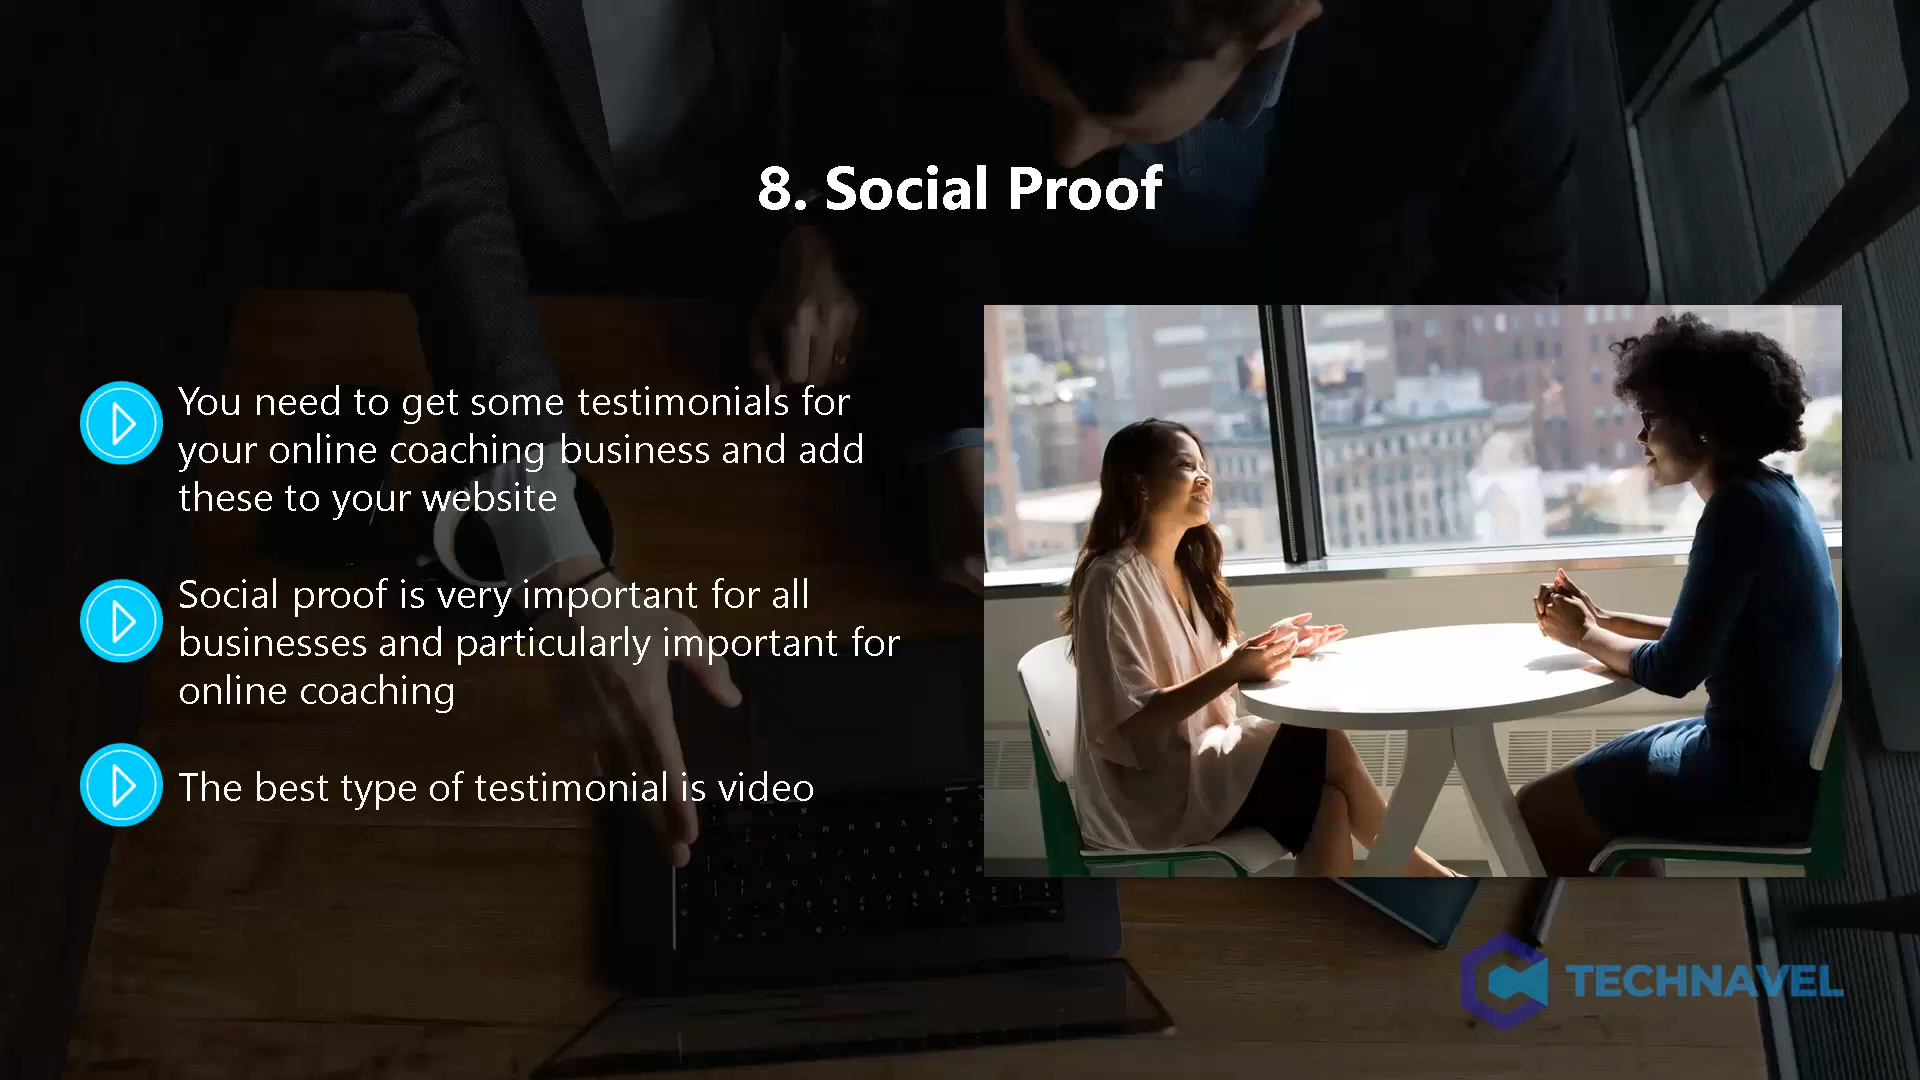 8. Social Proof
You need to get some testimonials for
your online coaching business and add
these to your website
Social proof is very important for all
businesses and particularly important for
online coaching
The best type of testimonial is video
TECHNAVEL